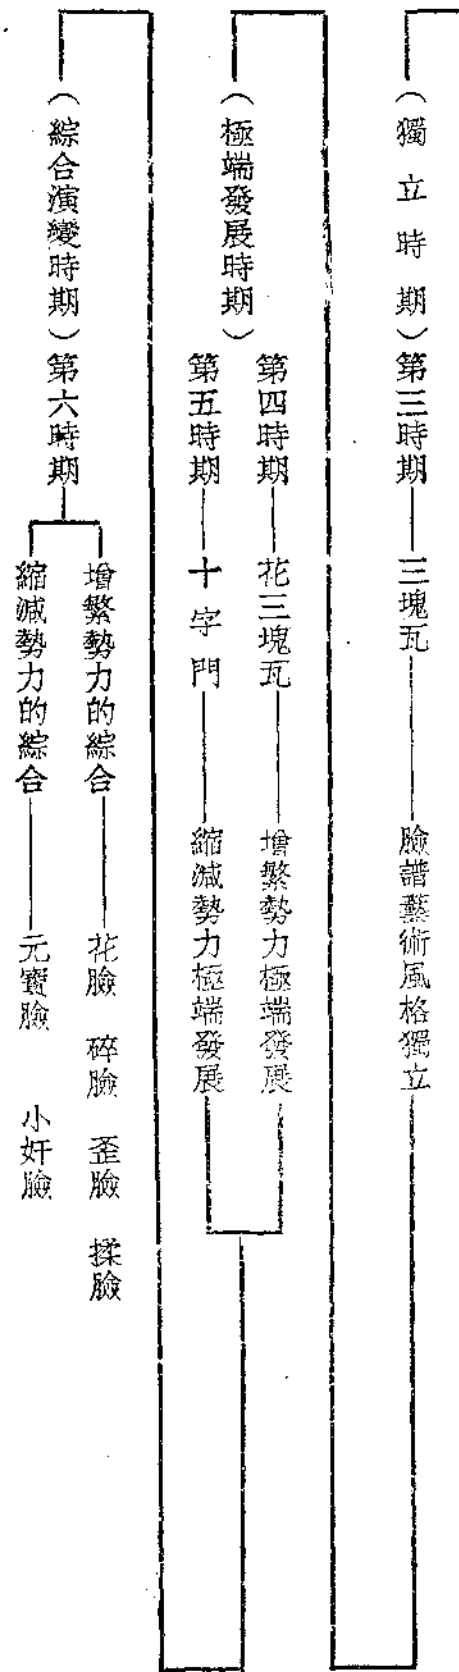 （獨立時期）第三時期——三塊瓦——臉譜藝術風格獨立
（極端發展時期）
第四時期——花三塊瓦——增繁勢力極端發展
第五時期——十字門——縮減勢力極端發展
（綜合演變時期）第六時期
增繁勢力的綜合——花臉 碎臉 歪臉 揉臉
縮減勢力的綜合——元寶臉 小奸臉